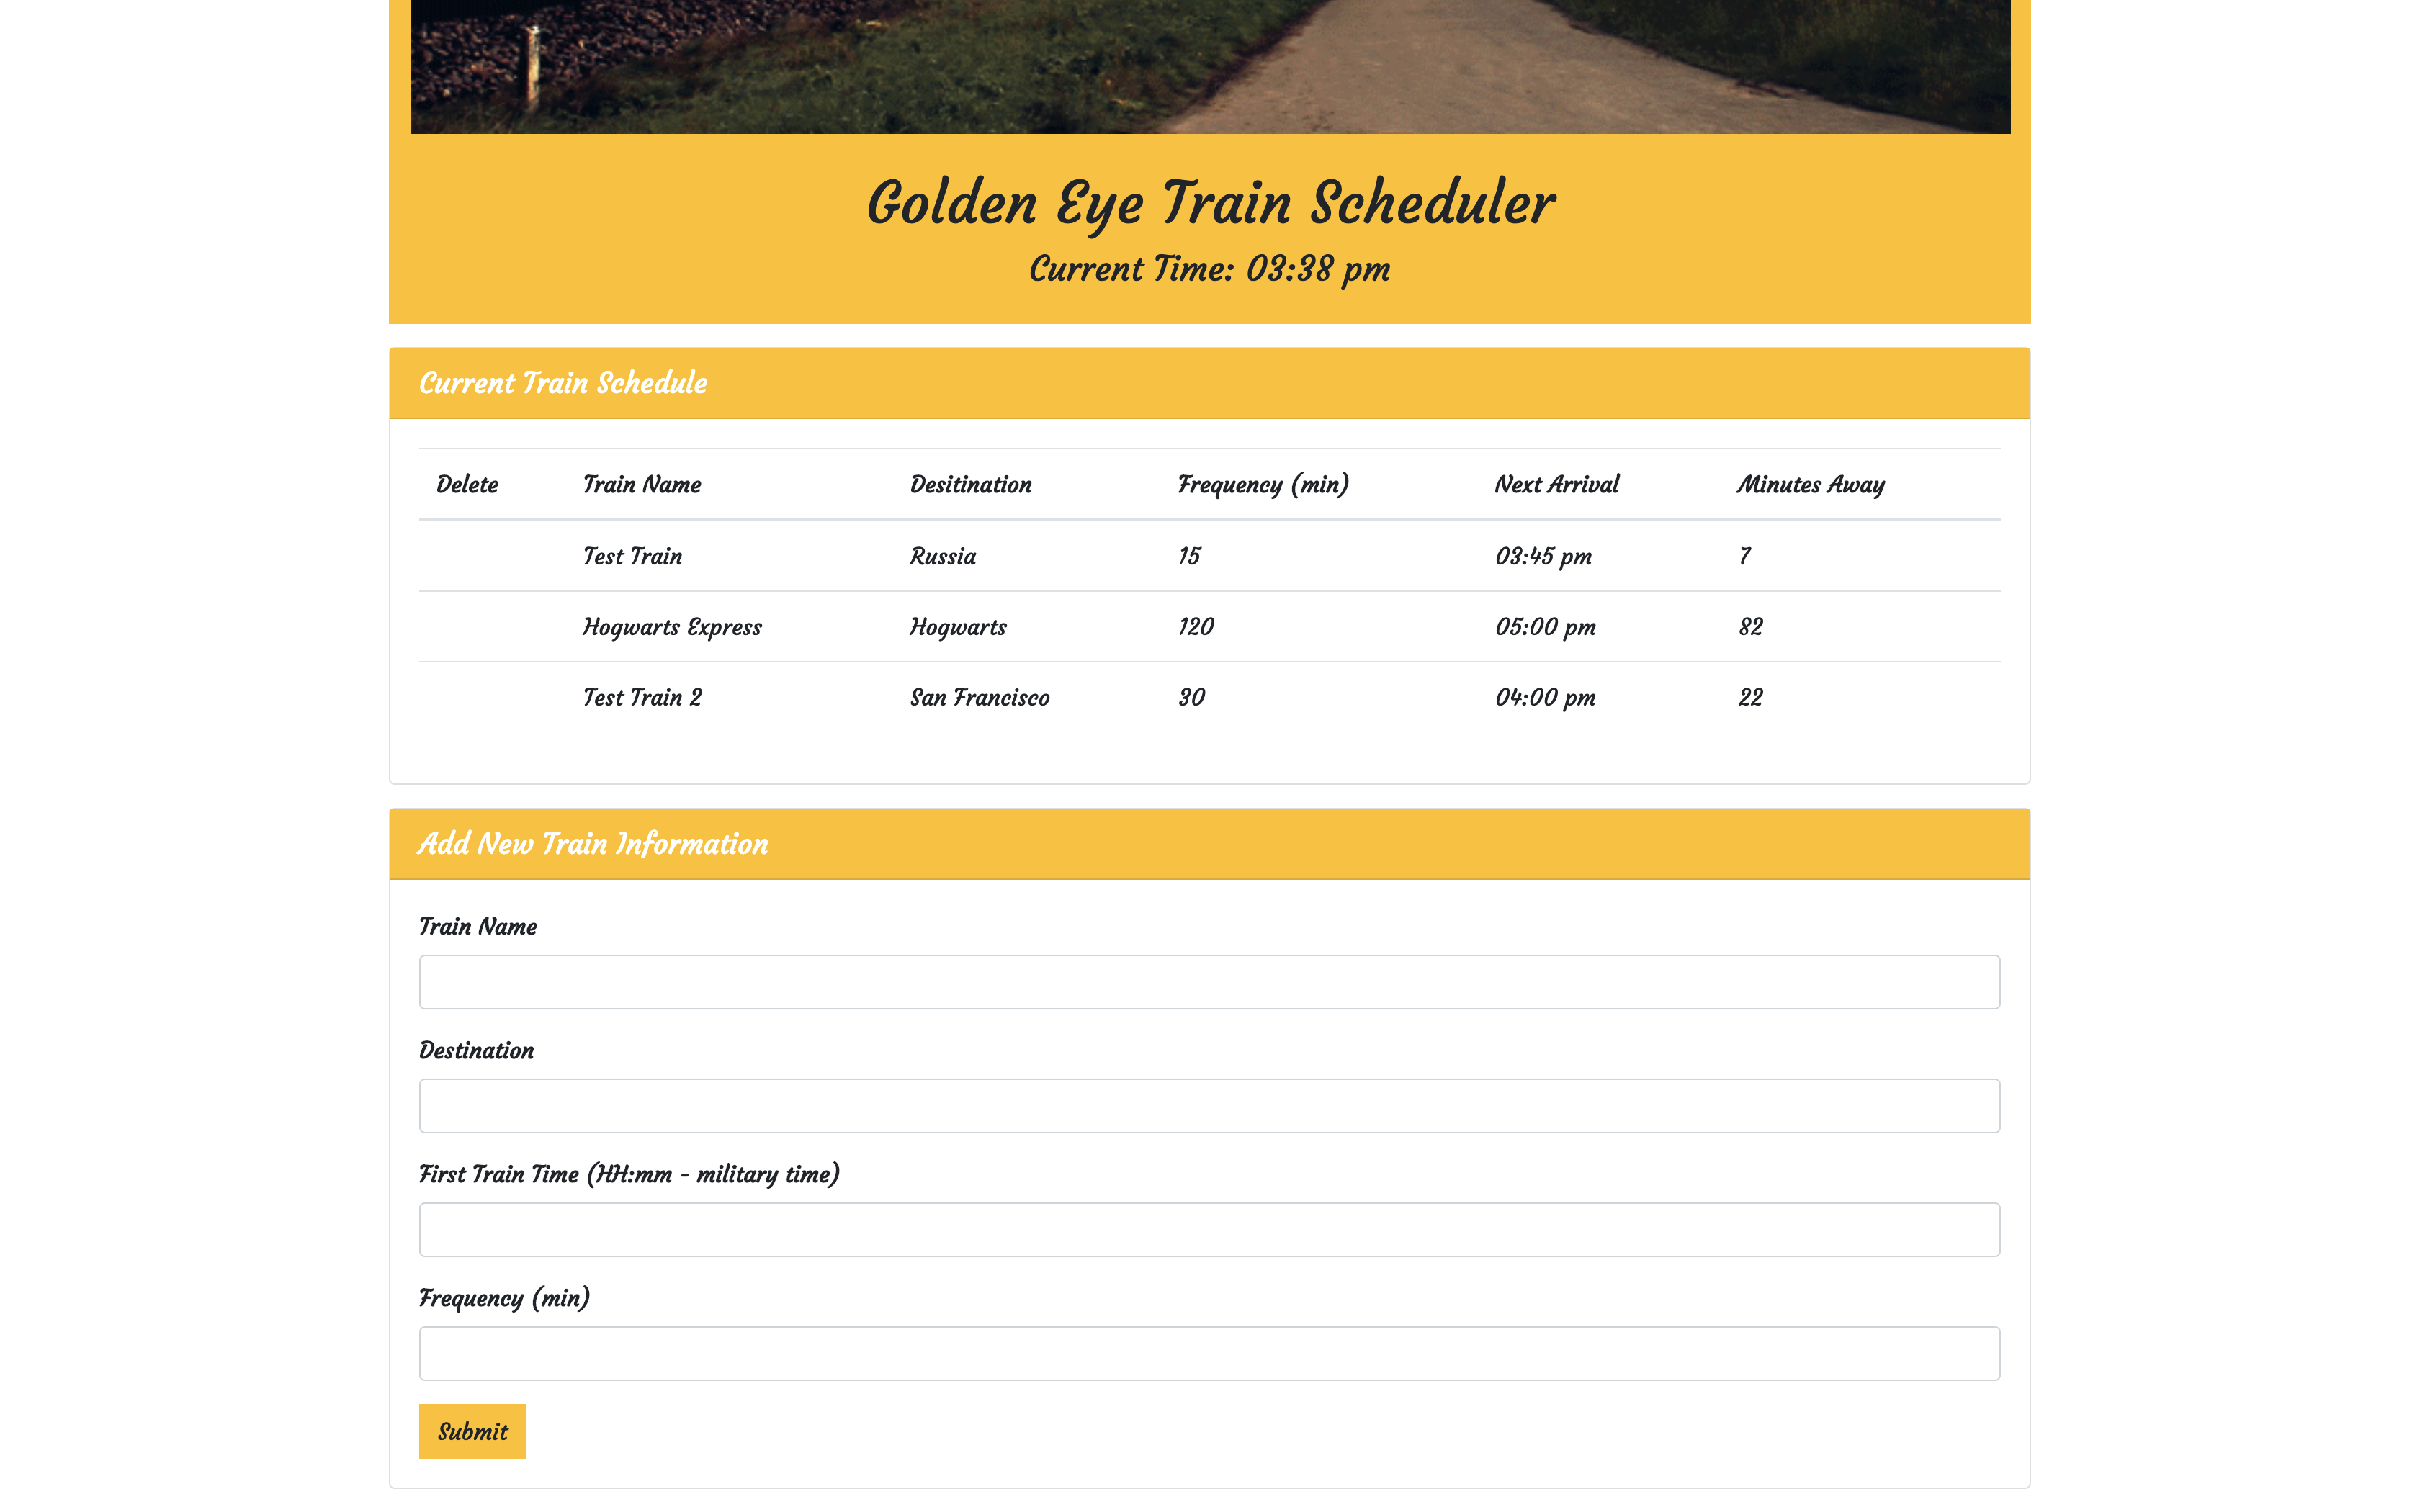 Golden Eye Train Scheduler
Current Time: 03:38 pm
Current Train Schedule
Delete Train Name Desitination Frequency (min) Next Arrival Minutes Away
Test Train Russia 15 03:45 pm 7
Hogwarts Express Hogwarts 120 05:00 pm 82
Test Train 2 San Francisco 30 04:00 pm 22
Add New Train Information
Train Name
Destination
First Train Time (HH:mm - military time)
Frequency (min)
Submit